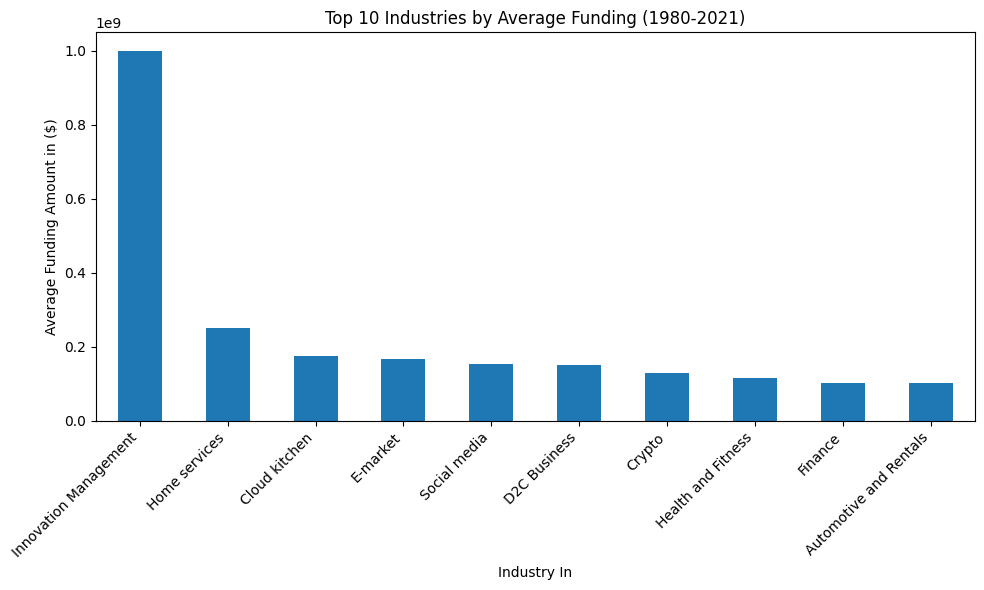 Top 10 Industries by Average Funding (1980-2021)
1e9
Average Funding Amount in ($)
1.0
0.8
0.6
0.4
0.2
0.0
Innovation Management
Home services
Cloud kitchen
E-market
Social media
D2C Business
Crypto
Health and Fitness
Finance
Automotive and Rentals
Industry In